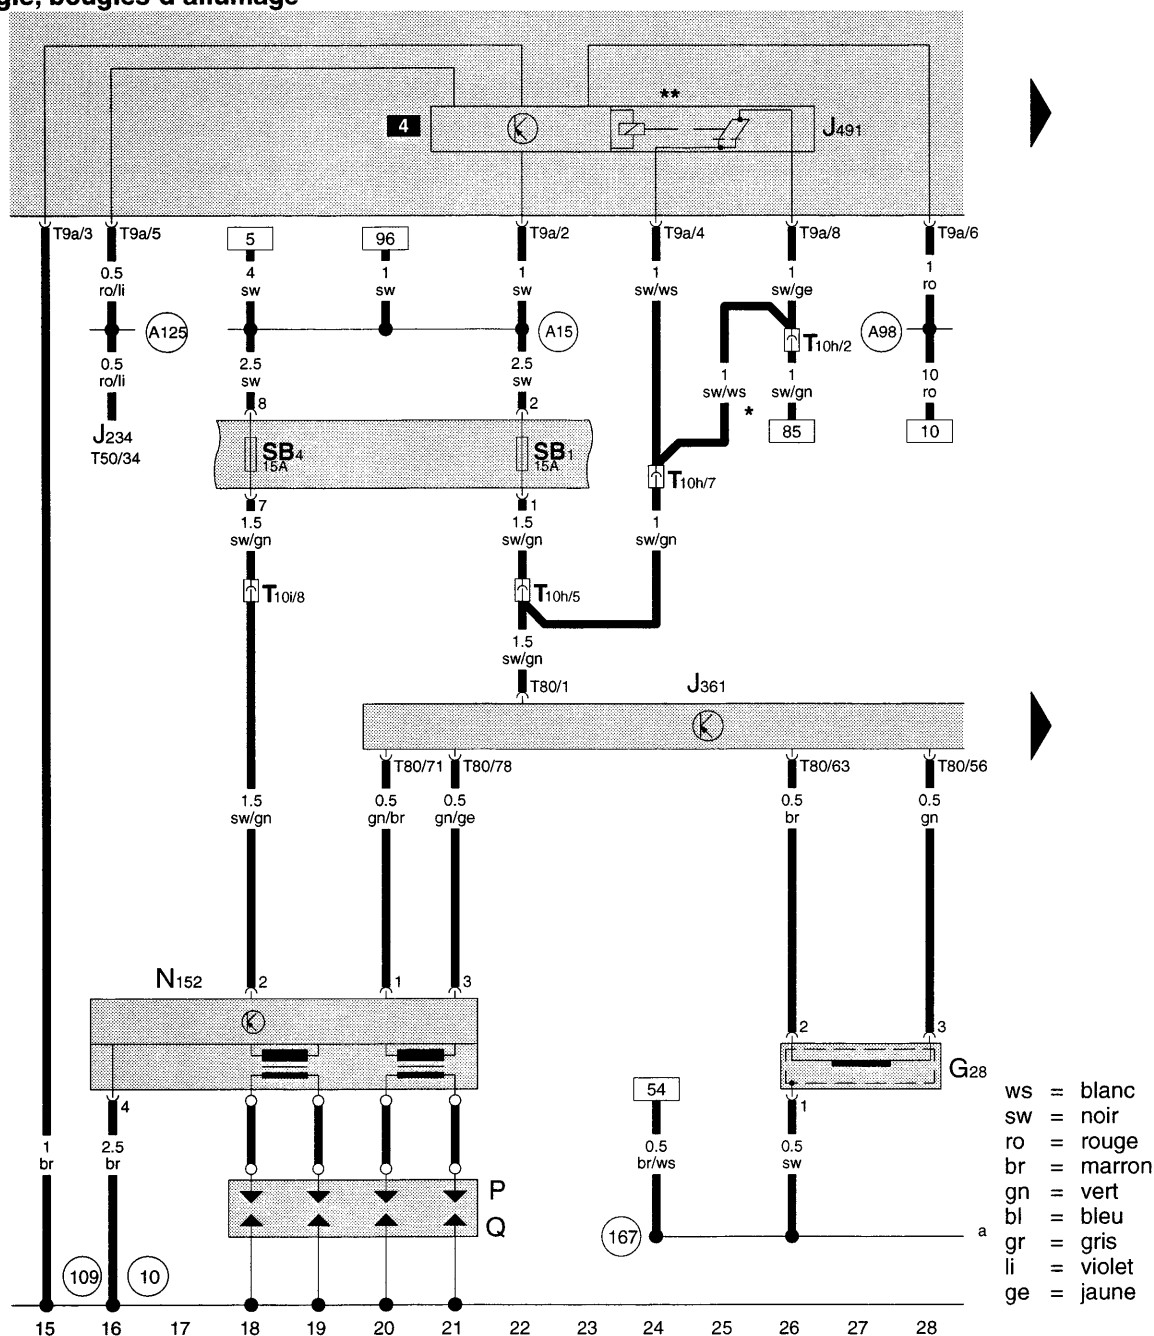 bougies d'allumage
**
4
J491
T9a/3
T9a/5
5
96
T9a/2
T9a/4
T9a/8
T9a/6
0.5
ro/li
4
sw
1
sw
1
sw
1
sw/ws
1
sw/ge
1
ro
A125
A15
A98
T10h/2
0.5
ro/li
2.5
sw
2.5
sw
1
sw/ws
*
1
sw/gn
10
ro
8
2
J234
T50/34
85
10
SB4
15A
SB1
15A
T10h/7
7
1
1.5
sw/gn
1.5
sw/gn
1
sw/gn
T10i/8
T10h/5
1.5
sw/gn
T80/1
J361
T80/71
T80/78
T80/63
T80/56
1.5
sw/gn
0.5
gn/br
0.5
gn/ge
0.5
br
0.5
gn
N152
2
1
3
2
3
G28
54
4
1
1
br
2.5
br
0.5
br/ws
0.5
sw
P
Q
167
a
109
10
ws = blanc
sw = noir
ro = rouge
br = marron
gn = vert
bl = bleu
gr = gris
li = violet
ge = jaune
15 16 17 18 19 20 21 22 23 24 25 26 27 28